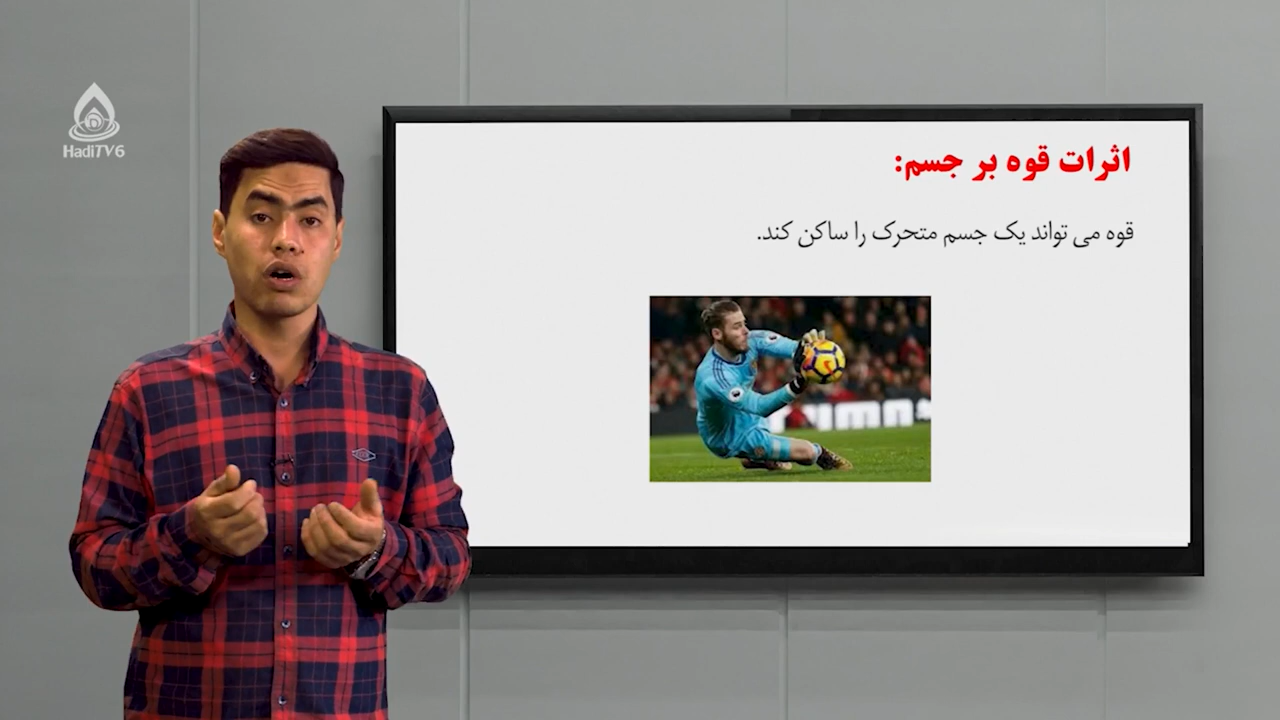 HadiTV6
اثرات قوه بر جسم:
قوه می تواند یک جسم متحرک را ساکن کند.